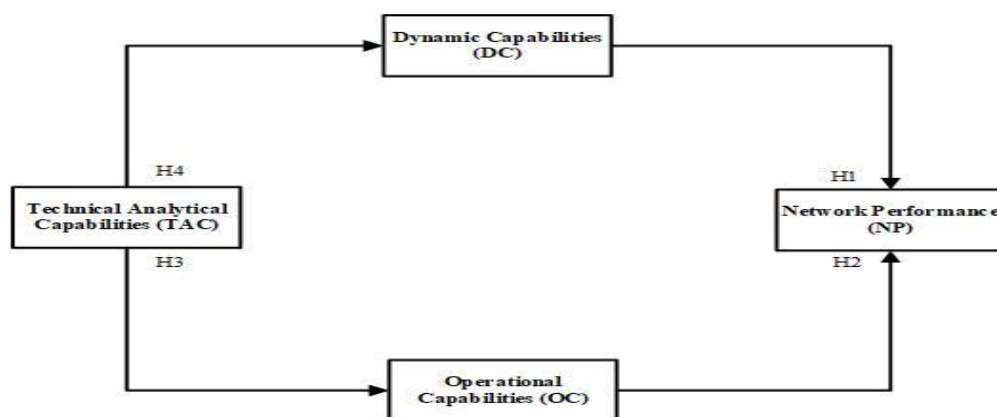 Dynamic Capabilities
(DC)
H4
H1
Technical Analytical
Capabilities (TAC)
Network Performance
(NP)
H3
H2
Operational
Capabilities (OC)